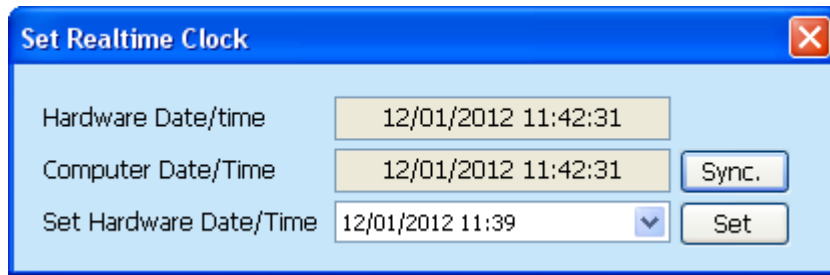 Set Realtime Clock
Hardware Date/time 12/01/2012 11:42:31
Computer Date/Time 12/01/2012 11:42:31 Sync.
Set Hardware Date/Time 12/01/2012 11:39 Set